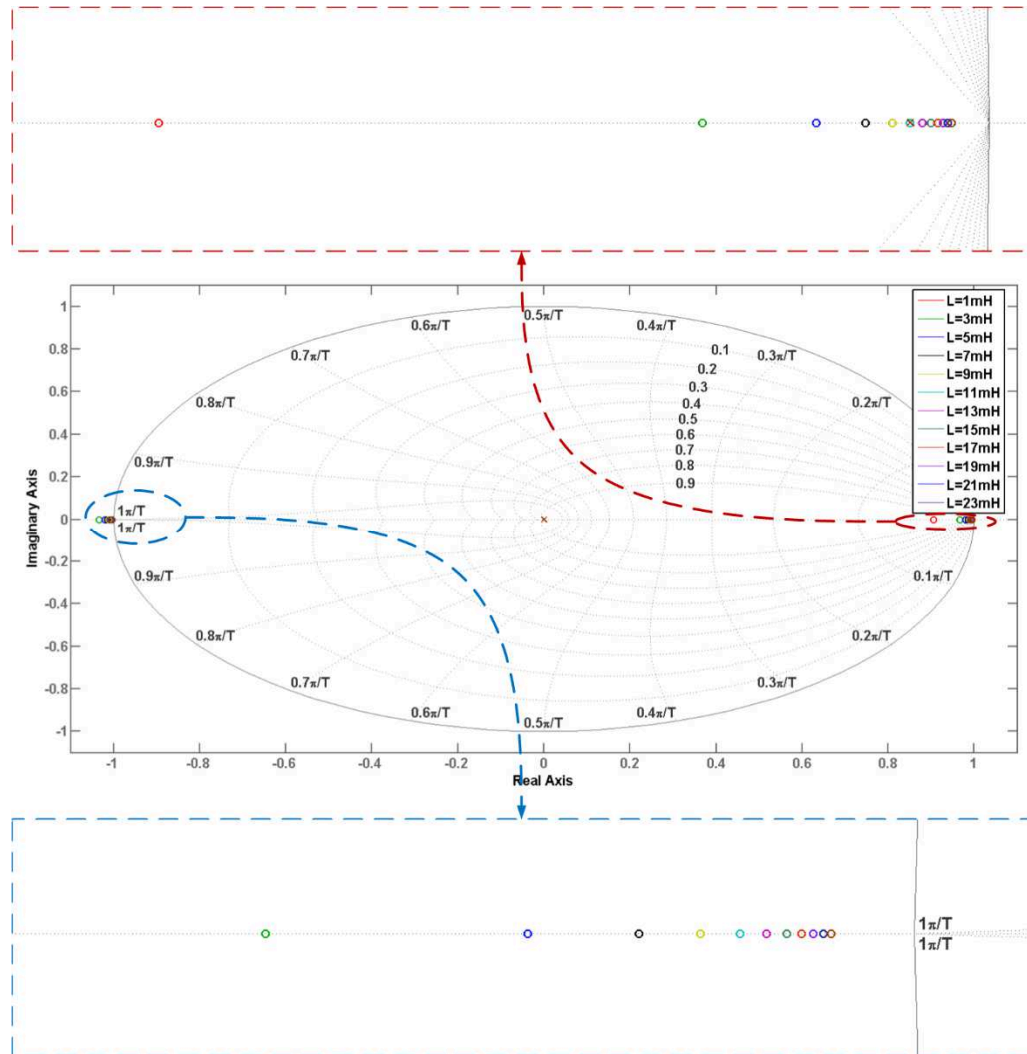 1
0.8
0.6
0.4
0.2
0
-0.2
-0.4
-0.6
-0.8
-1
Imaginary Axis
0.5π/T
0.6π/T
0.4π/T
0.7π/T
0.3π/T
0.8π/T
0.2π/T
0.9π/T
1π/T
1π/T
0.9π/T
0.1π/T
0.8π/T
0.2π/T
0.7π/T
0.3π/T
0.6π/T
0.4π/T
0.5π/T
0.1
0.2
0.3
0.4
0.5
0.6
0.7
0.8
0.9
L=1mH
L=3mH
L=5mH
L=7mH
L=9mH
L=11mH
L=13mH
L=15mH
L=17mH
L=19mH
L=21mH
L=23mH
-1 -0.8 -0.6 -0.4 -0.2 0 0.2 0.4 0.6 0.8 1
Real Axis
1π/T
1π/T